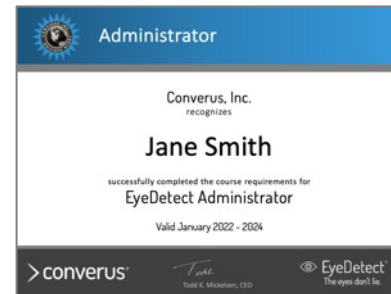 Administrator
Converus, Inc.
recognizes
Jane Smith
successfully completed the course requirements for
EyeDetect Administrator
Valid January 2022 - 2024
converus®
Todd K. Mickelsen, CEO
EyeDetect®
The eyes don't lie.